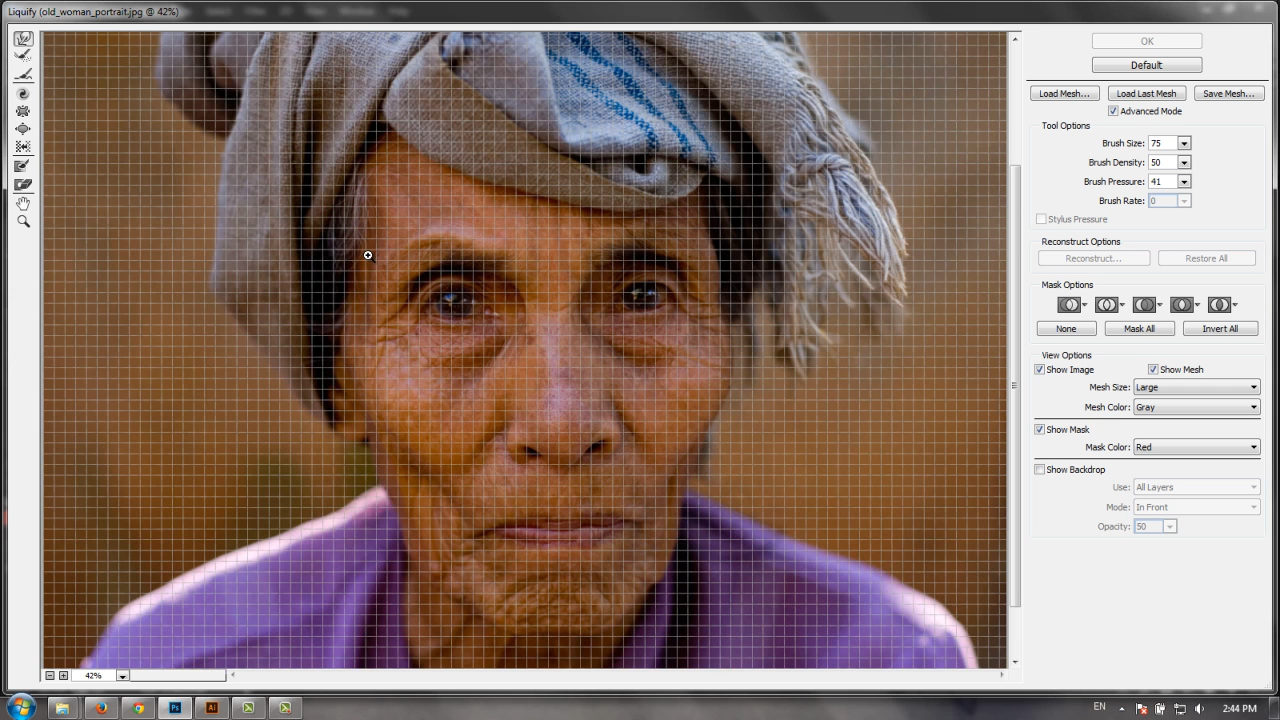 Liquify (old_woman_portrait.jpg @ 42%)
OK
Default
Load Mesh...
Load Last Mesh
Save Mesh...
Advanced Mode
Tool Options
Brush Size: 75
Brush Density: 50
Brush Pressure: 41
Brush Rate: 0
Stylus Pressure
Reconstruct Options
Reconstruct...
Restore All
Mask Options
None
Mask All
Invert All
View Options
Show Image
Show Mesh
Mesh Size: Large
Mesh Color: Gray
Show Mask
Mask Color: Red
Show Backdrop
Use: All Layers
Mode: In Front
Opacity: 50
42%
Ps
Ai
EN
2:44 PM